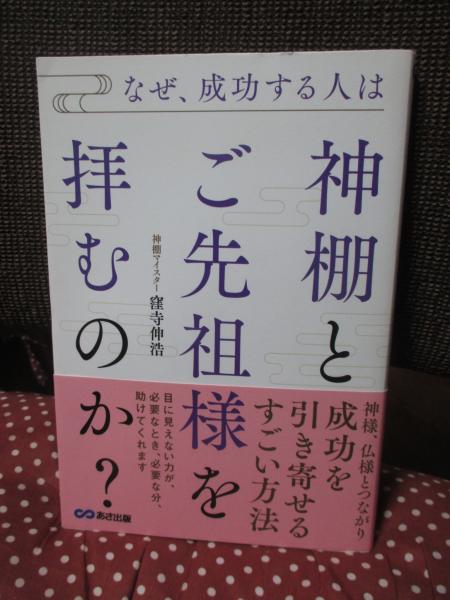 なぜ、成功する人は
神棚と
ご先祖様を
拝むのか?
神棚マイスター 窪寺伸浩
神様、仏様とつながり
成功を
引き寄せる
すごい方法
目に見えない力が、
必要なとき、必要な分、
助けてくれます
あさ出版